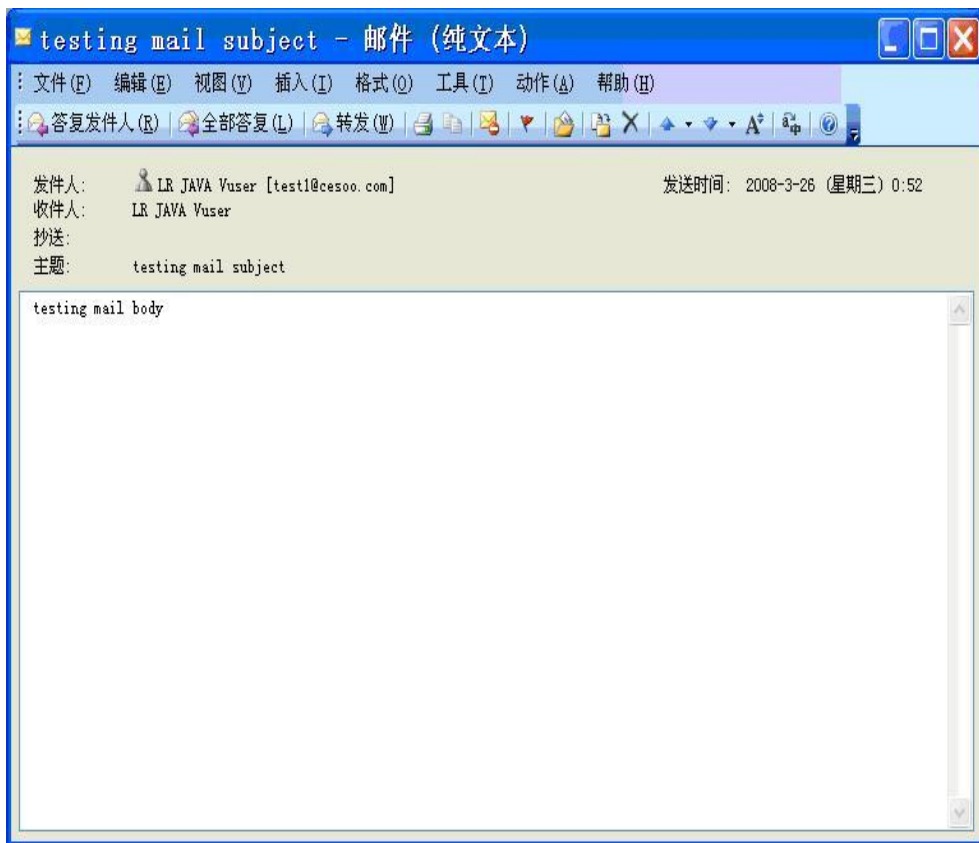 testing mail subject - 邮件 (纯文本)
文件(F) 编辑(E) 视图(V) 插入(I) 格式(O) 工具(T) 动作(A) 帮助(H)
答复发件人(R) 全部答复(L) 转发(W)
发件人: LR JAVA Vuser [test1@cesoo.com] 发送时间: 2008-3-26 (星期三) 0:52
收件人: LR JAVA Vuser
抄送:
主题: testing mail subject
testing mail body